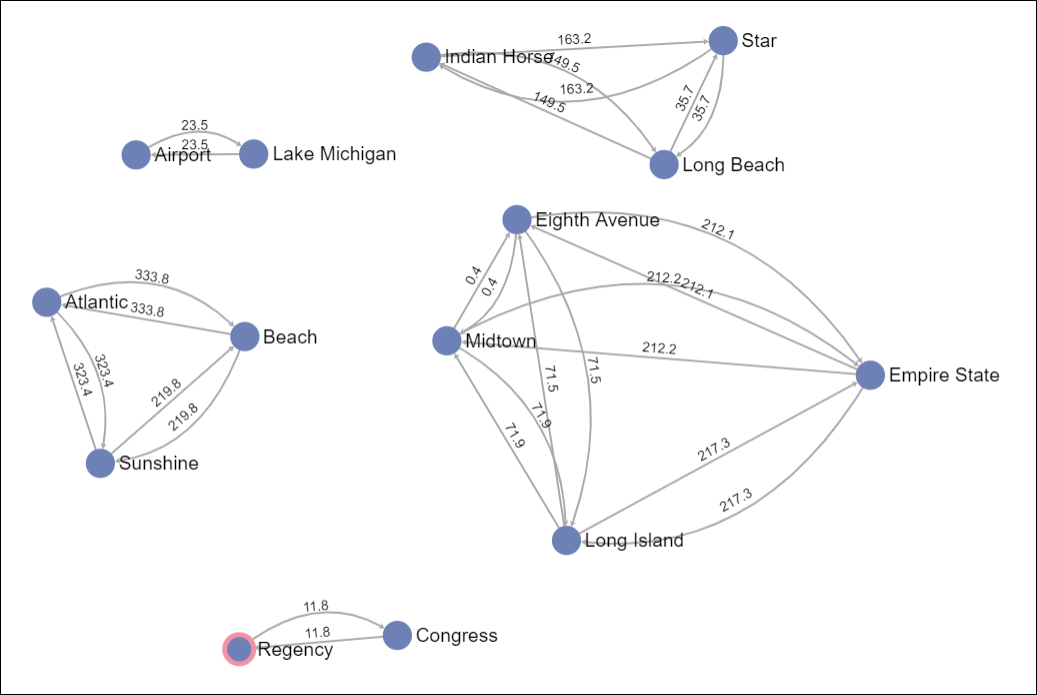 163.2
Star
Indian Horse
149.5
163.2
149.5
35.7
35.7
Long Beach
23.5
23.5
Airport
Lake Michigan
Eighth Avenue
212.1
0.4
0.4
212.2
212.1
Midtown
212.2
Empire State
71.5
71.5
71.9
71.9
217.3
217.3
Long Island
333.8
Atlantic
333.8
Beach
323.4
323.4
219.8
219.8
Sunshine
11.8
11.8
Regency
Congress